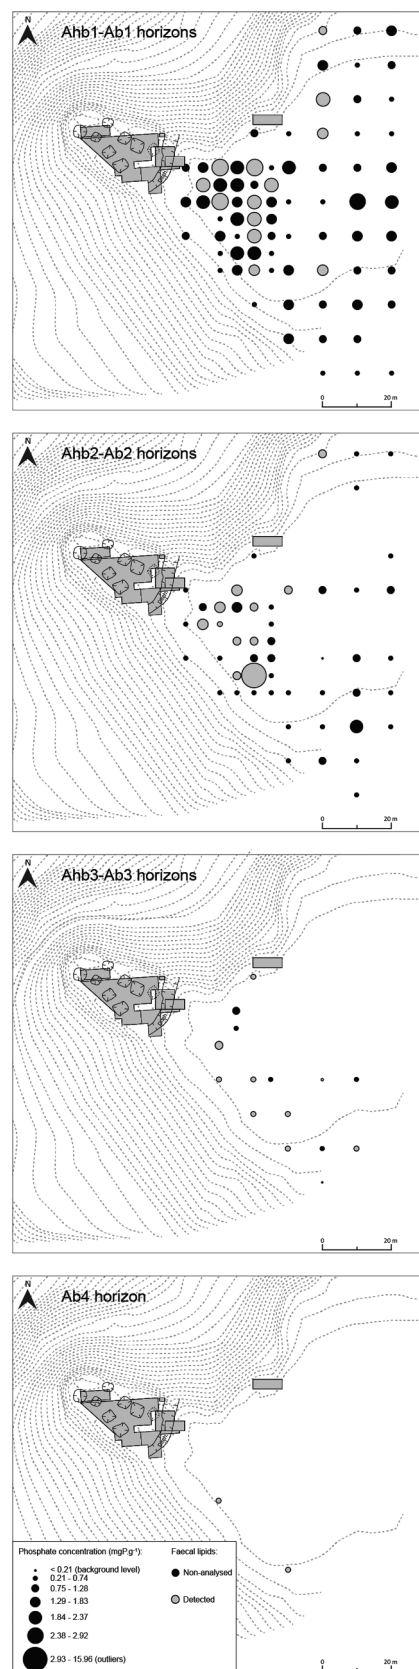 Ahb1-Ab1 horizons
N
0 20 m
Ahb2-Ab2 horizons
N
0 20 m
Ahb3-Ab3 horizons
N
0 20 m
Ab4 horizon
N
Phosphate concentration (mgP.g-¹):
< 0.21 (background level)
0.21 - 0.74
0.75 - 1.28
1.29 - 1.83
1.84 - 2.37
2.38 - 2.92
2.93 - 15.96 (outliers)
Faecal lipids:
Non-analysed
Detected
0 20 m